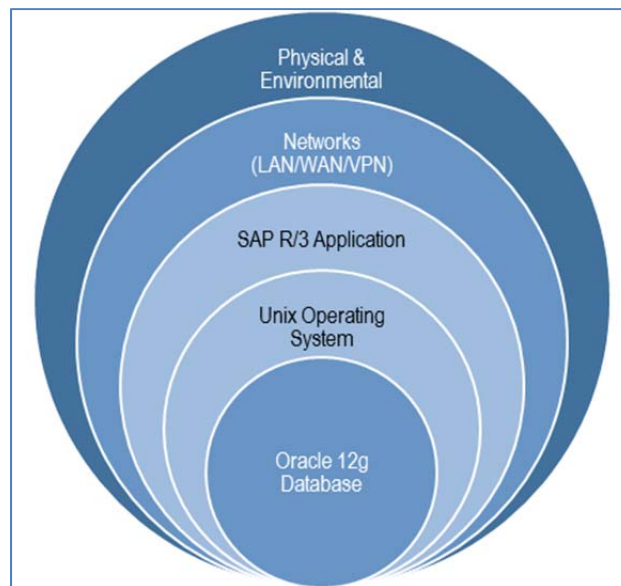 Physical &
Environmental
Networks
(LAN/WAN/VPN)
SAP R/3 Application
Unix Operating
System
Oracle 12g
Database